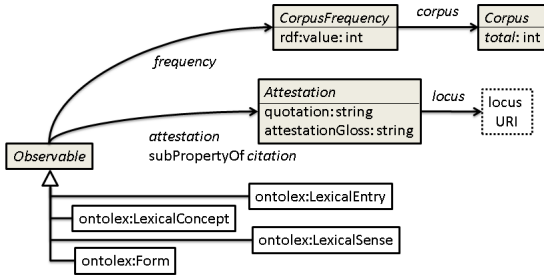 CorpusFrequency
rdf:value: int
corpus
Corpus
total: int
frequency
Attestation
quotation: string
attestationGloss: string
locus
locus
URI
attestation
subPropertyOf citation
Observable
ontolex:LexicalEntry
ontolex:LexicalConcept
ontolex:LexicalSense
ontolex:Form